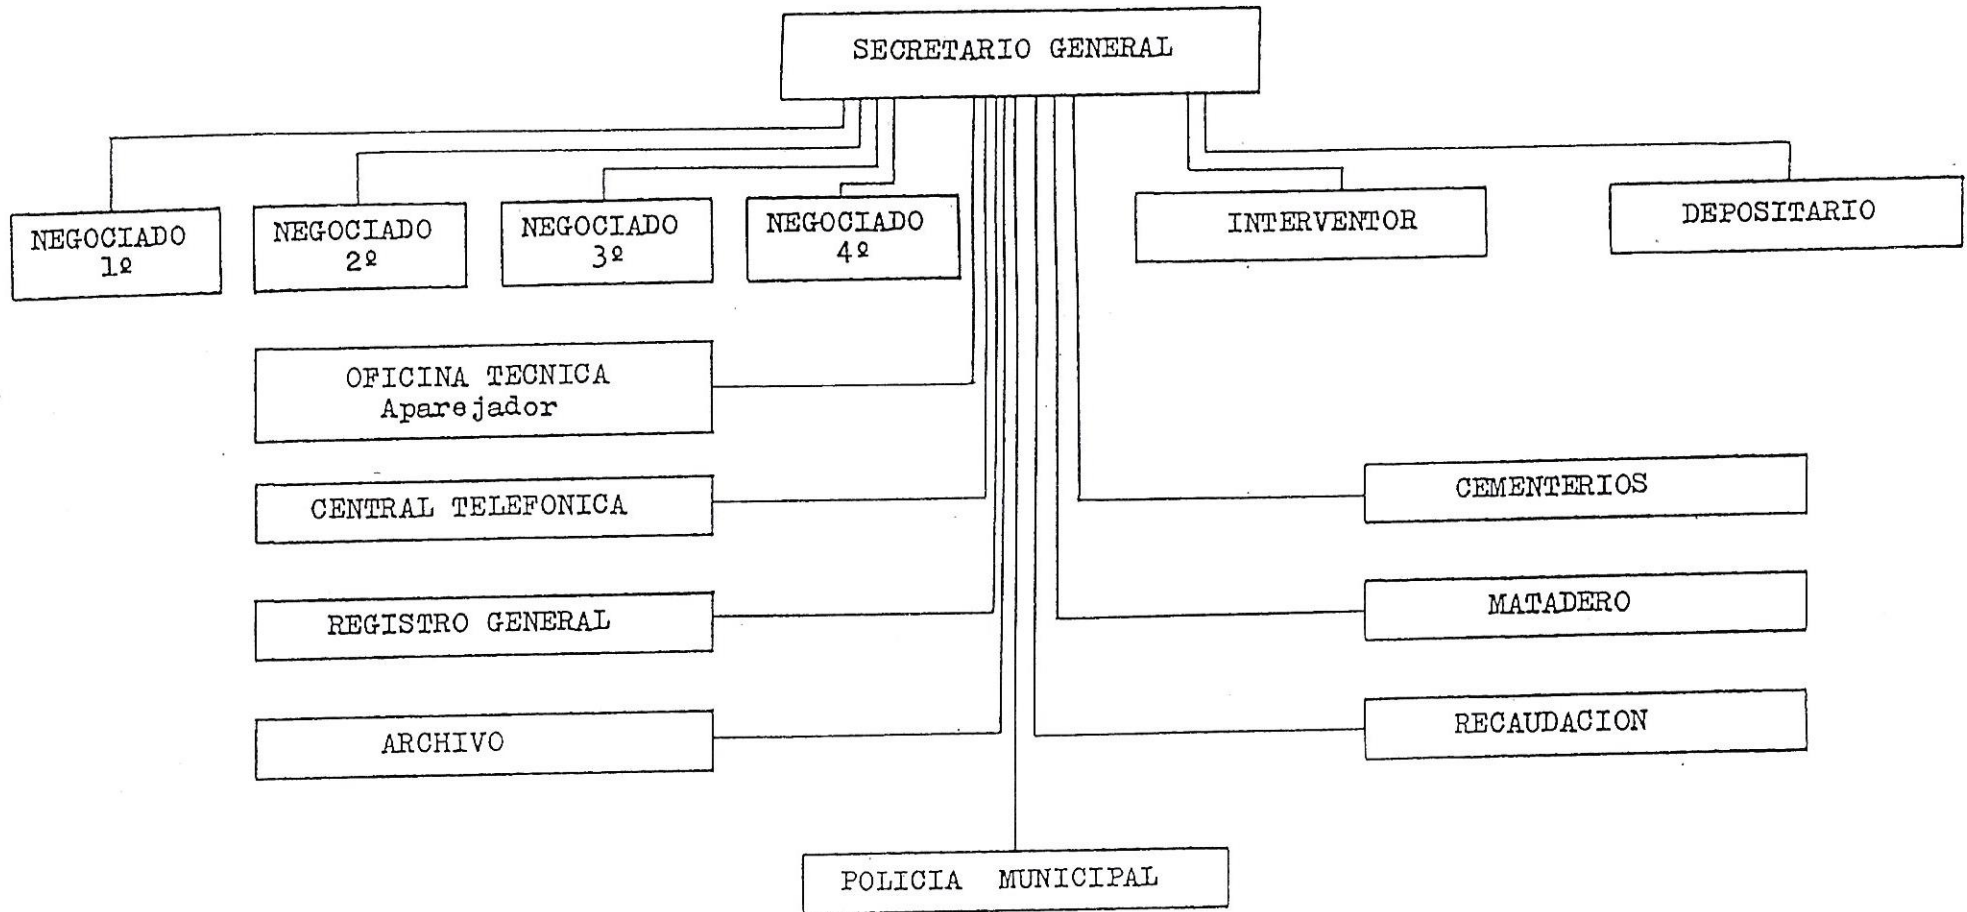 SECRETARIO GENERAL
NEGOCIADO
1º
NEGOCIADO
2º
NEGOCIADO
3º
NEGOCIADO
4º
INTERVENTOR
DEPOSITARIO
OFICINA TECNICA
Aparejador
CENTRAL TELEFONICA
REGISTRO GENERAL
ARCHIVO
CEMENTERIOS
MATADERO
RECAUDACION
POLICIA MUNICIPAL